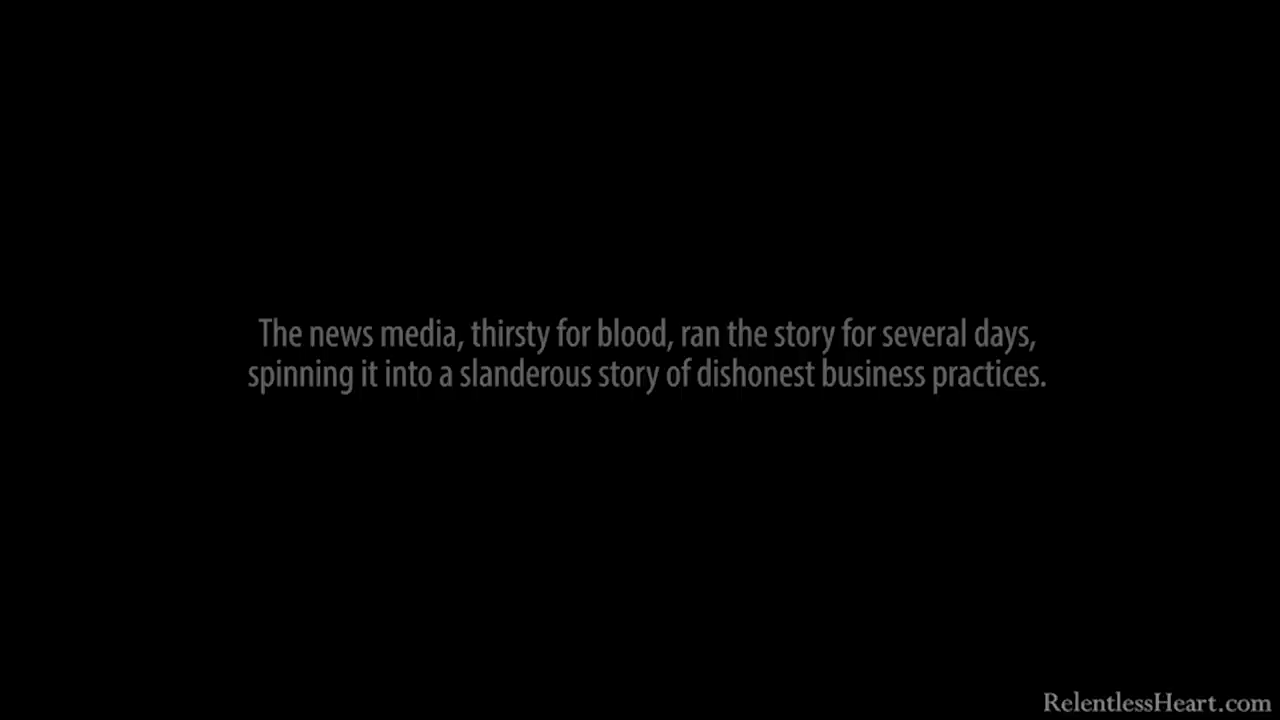 The news media, thirsty for blood, ran the story for several days,
spinning it into a slanderous story of dishonest business practices.
RelentlessHeart.com